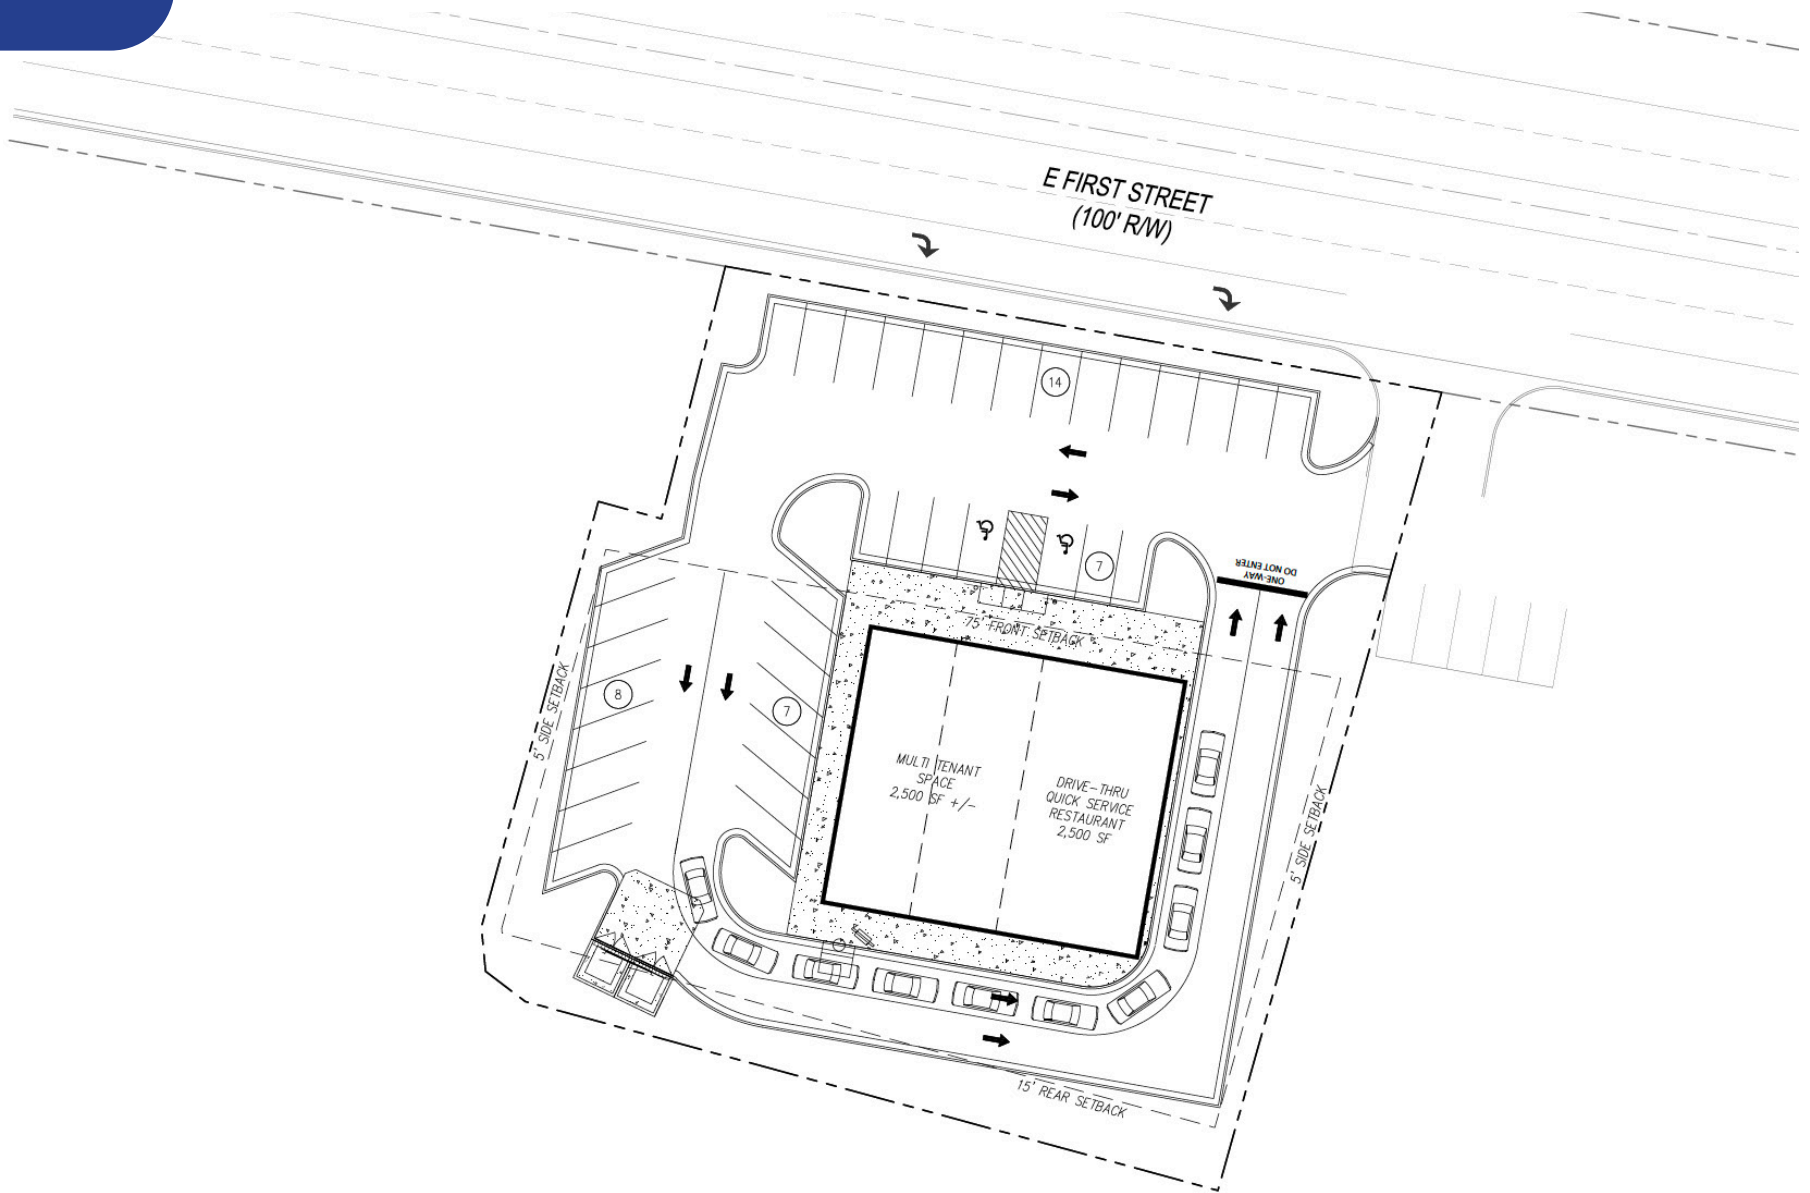 E FIRST STREET
(100' R/W)
14
7
ONE-WAY
DO NOT ENTER
75' FRONT SETBACK
8
7
5' SIDE SETBACK
MULTI TENANT
SPACE
2,500 SF +/-
DRIVE-THRU
QUICK SERVICE
RESTAURANT
2,500 SF
5' SIDE SETBACK
15' REAR SETBACK